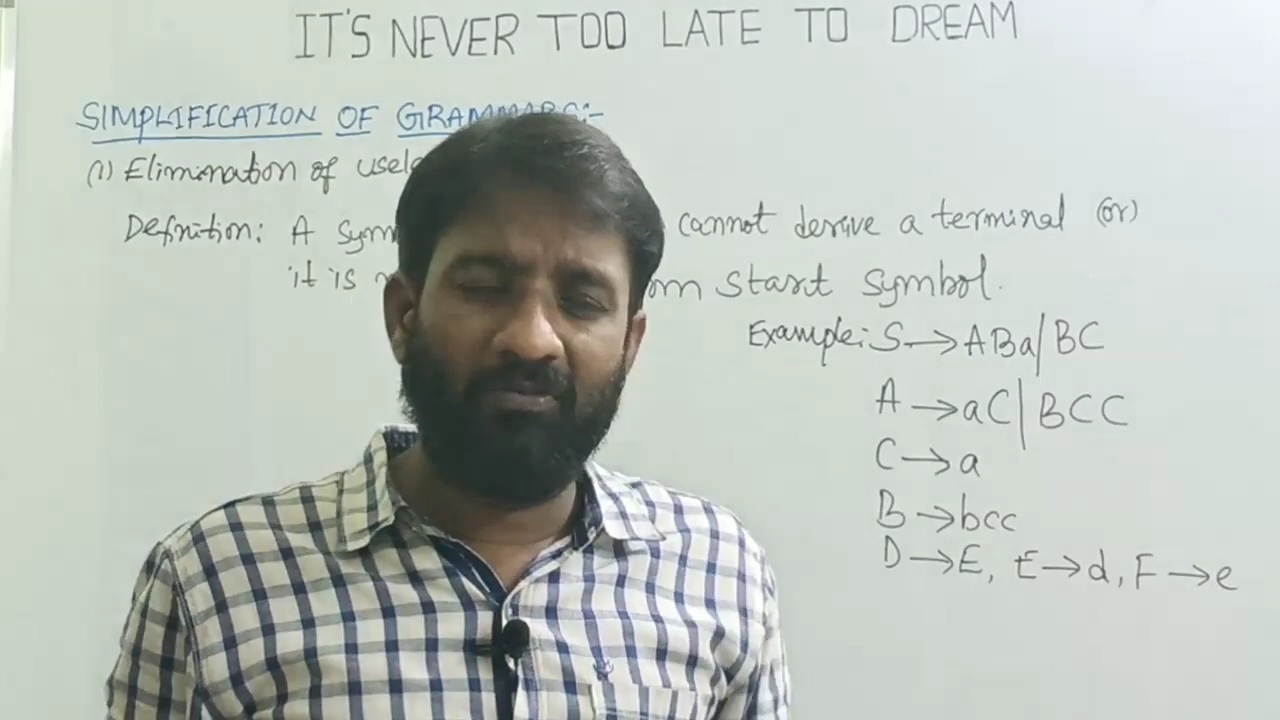 IT'S NEVER TOO LATE TO DREAM
SIMPLIFICATION OF GRAMMARS:-
(1) Elimination of
Definition: A cannot derive a terminal (or)
it is start symbol.
Example: S → ABa/BC
A → aC|BCC
C → a
B → bcc
D → E, E → d, F → e